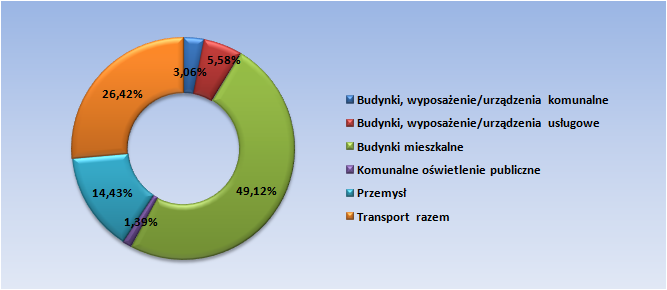 3,06%
5,58%
49,12%
1,39%
14,43%
26,42%
Budynki, wyposażenie/urządzenia komunalne
Budynki, wyposażenie/urządzenia usługowe
Budynki mieszkalne
Komunalne oświetlenie publiczne
Przemysł
Transport razem